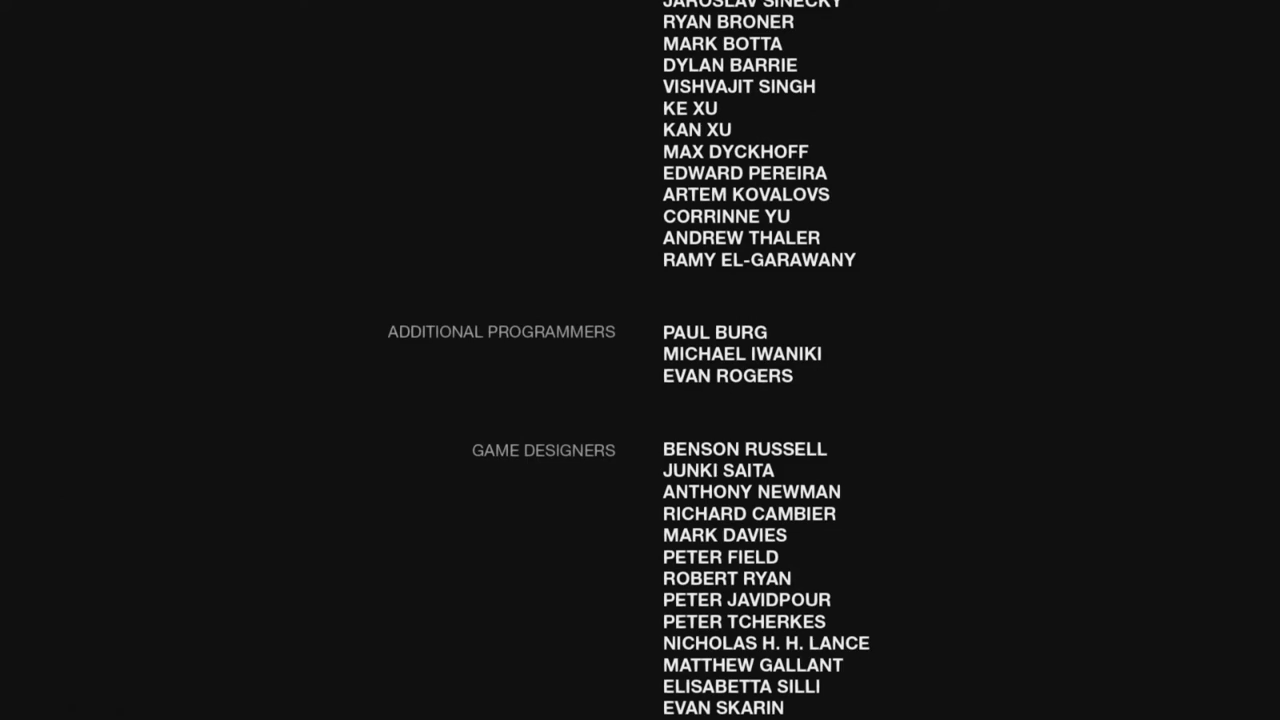 JAROSLAV SINECKY
RYAN BRONER
MARK BOTTA
DYLAN BARRIE
VISHVAJIT SINGH
KE XU
KAN XU
MAX DYCKHOFF
EDWARD PEREIRA
ARTEM KOVALOVS
CORRINNE YU
ANDREW THALER
RAMY EL-GARAWANY
ADDITIONAL PROGRAMMERS PAUL BURG
MICHAEL IWANIKI
EVAN ROGERS
GAME DESIGNERS BENSON RUSSELL
JUNKI SAITA
ANTHONY NEWMAN
RICHARD CAMBIER
MARK DAVIES
PETER FIELD
ROBERT RYAN
PETER JAVIDPOUR
PETER TCHERKES
NICHOLAS H. H. LANCE
MATTHEW GALLANT
ELISABETTA SILLI
EVAN SKARIN